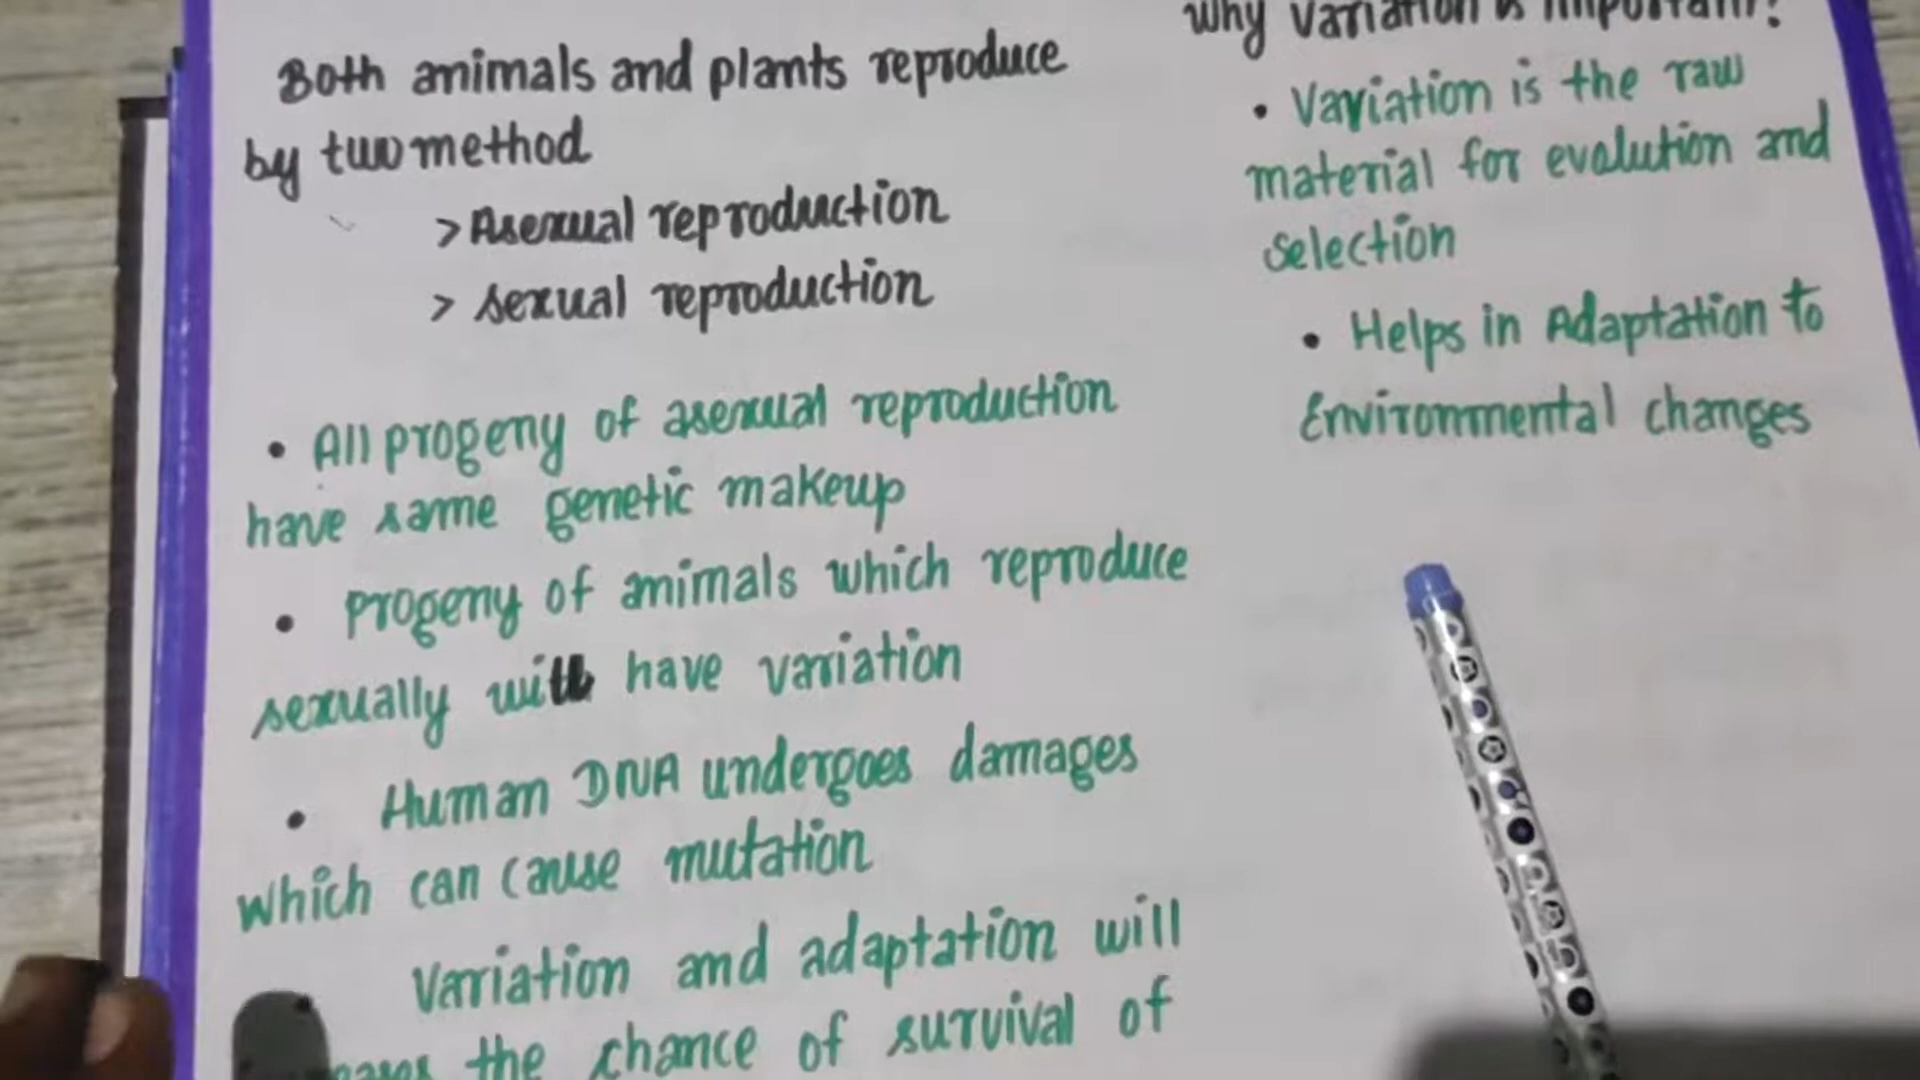 Both animals and plants reproduce
by two method
> Asexual reproduction
> sexual reproduction
• All progeny of asexual reproduction
have same genetic makeup
• progeny of animals which reproduce
sexually will have variation
• Human DNA undergoes damages
which can cause mutation
Variation and adaptation will
the chance of survival of
Why variation is important?
• Variation is the raw
material for evolution and
selection
• Helps in Adaptation to
Environmental changes